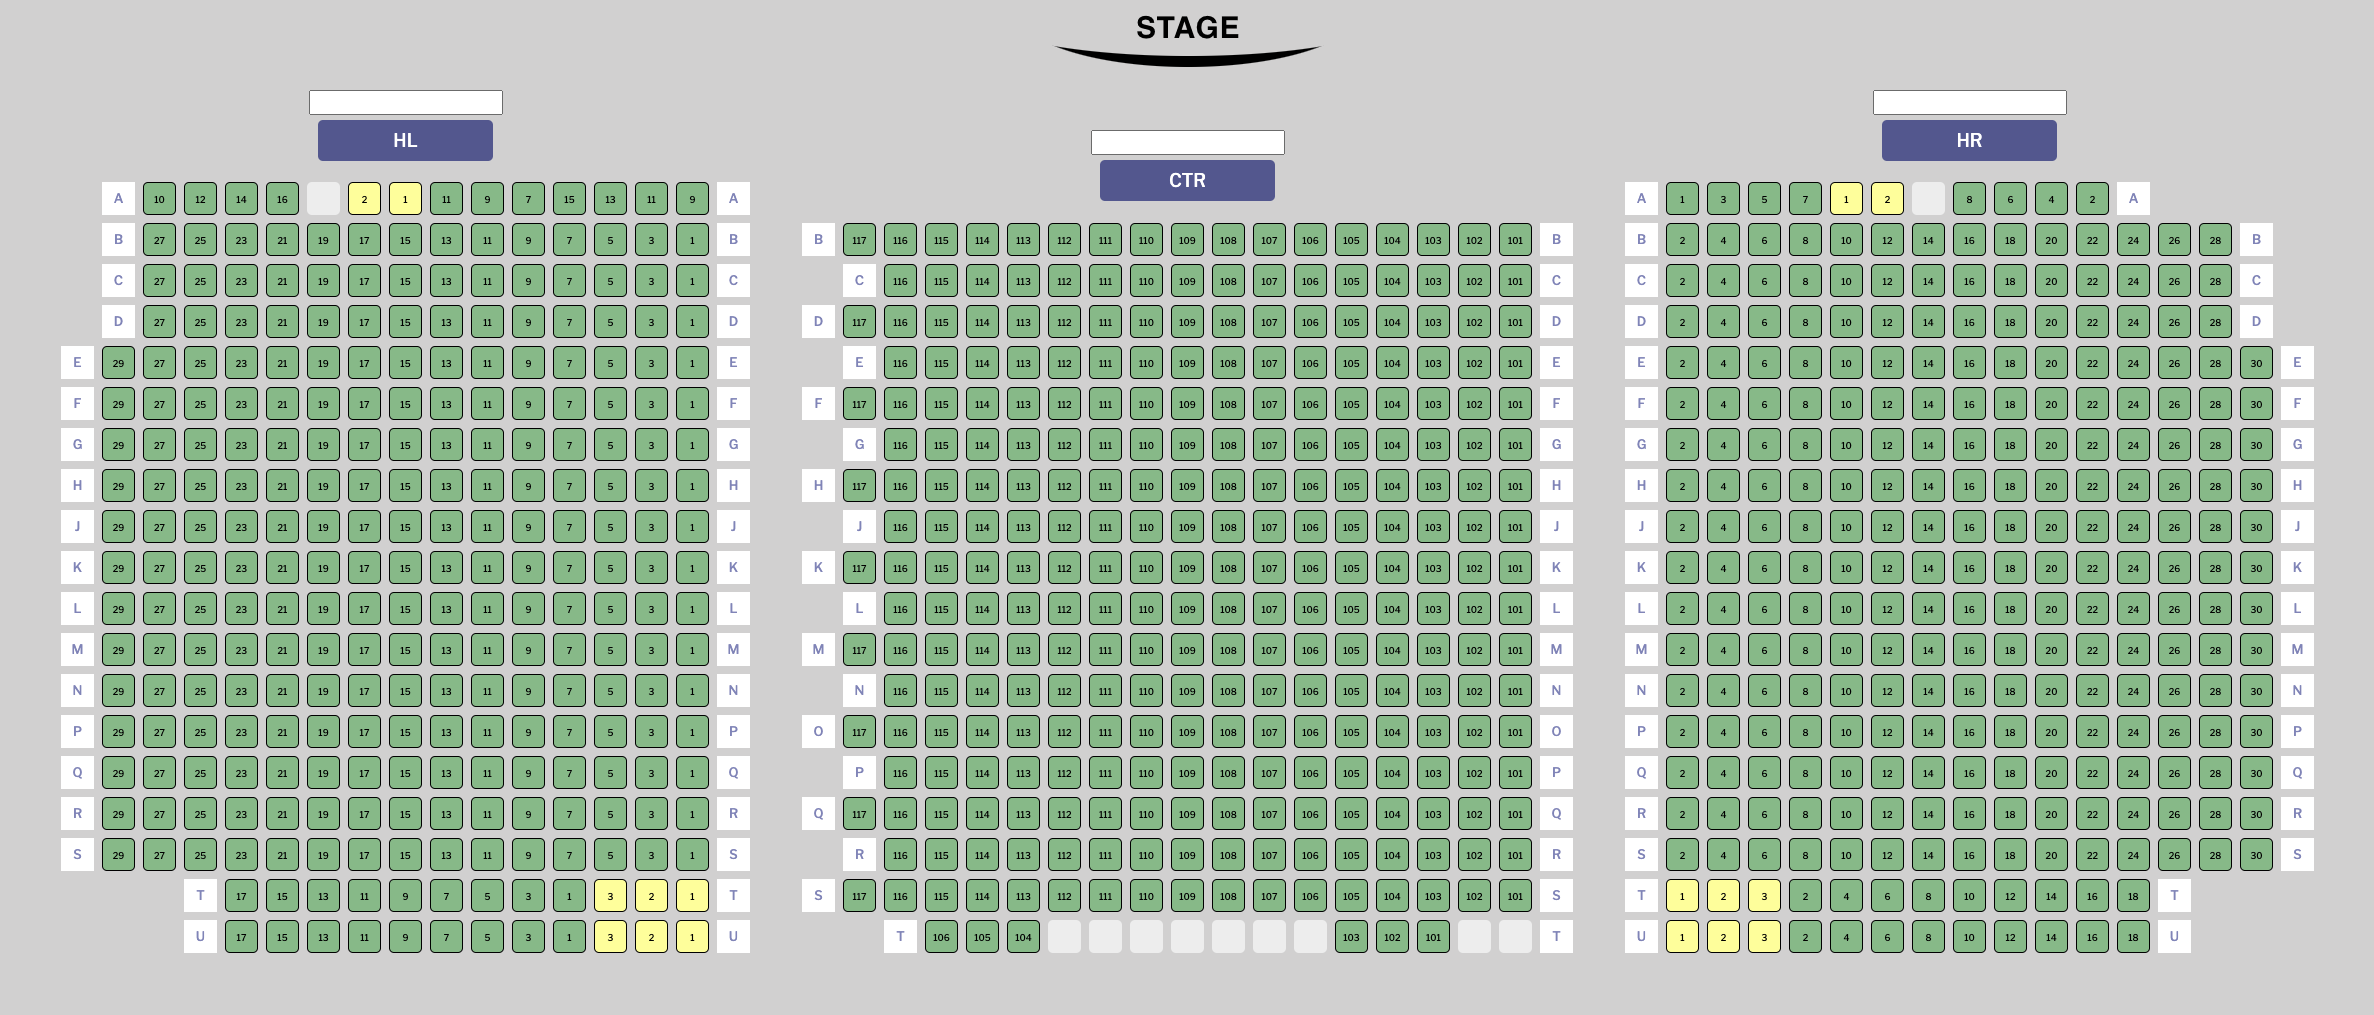 STAGE
HL
HR
CTR
A 10 12 14 16 2 1 11 9 7 15 13 11 9 A
A 1 3 5 7 1 2 8 6 4 2 A
B 27 25 23 21 19 17 15 13 11 9 7 5 3 1 B
B 117 116 115 114 113 112 111 110 109 108 107 106 105 104 103 102 101 B
B 2 4 6 8 10 12 14 16 18 20 22 24 26 28 B
C 27 25 23 21 19 17 15 13 11 9 7 5 3 1 C
C 116 115 114 113 112 111 110 109 108 107 106 105 104 103 102 101 C
C 2 4 6 8 10 12 14 16 18 20 22 24 26 28 C
D 27 25 23 21 19 17 15 13 11 9 7 5 3 1 D
D 117 116 115 114 113 112 111 110 109 108 107 106 105 104 103 102 101 D
D 2 4 6 8 10 12 14 16 18 20 22 24 26 28 D
E 29 27 25 23 21 19 17 15 13 11 9 7 5 3 1 E
E 116 115 114 113 112 111 110 109 108 107 106 105 104 103 102 101 E
E 2 4 6 8 10 12 14 16 18 20 22 24 26 28 30 E
F 29 27 25 23 21 19 17 15 13 11 9 7 5 3 1 F
F 117 116 115 114 113 112 111 110 109 108 107 106 105 104 103 102 101 F
F 2 4 6 8 10 12 14 16 18 20 22 24 26 28 30 F
G 29 27 25 23 21 19 17 15 13 11 9 7 5 3 1 G
G 116 115 114 113 112 111 110 109 108 107 106 105 104 103 102 101 G
G 2 4 6 8 10 12 14 16 18 20 22 24 26 28 30 G
H 29 27 25 23 21 19 17 15 13 11 9 7 5 3 1 H
H 117 116 115 114 113 112 111 110 109 108 107 106 105 104 103 102 101 H
H 2 4 6 8 10 12 14 16 18 20 22 24 26 28 30 H
J 29 27 25 23 21 19 17 15 13 11 9 7 5 3 1 J
J 116 115 114 113 112 111 110 109 108 107 106 105 104 103 102 101 J
J 2 4 6 8 10 12 14 16 18 20 22 24 26 28 30 J
K 29 27 25 23 21 19 17 15 13 11 9 7 5 3 1 K
K 117 116 115 114 113 112 111 110 109 108 107 106 105 104 103 102 101 K
K 2 4 6 8 10 12 14 16 18 20 22 24 26 28 30 K
L 29 27 25 23 21 19 17 15 13 11 9 7 5 3 1 L
L 116 115 114 113 112 111 110 109 108 107 106 105 104 103 102 101 L
L 2 4 6 8 10 12 14 16 18 20 22 24 26 28 30 L
M 29 27 25 23 21 19 17 15 13 11 9 7 5 3 1 M
M 117 116 115 114 113 112 111 110 109 108 107 106 105 104 103 102 101 M
M 2 4 6 8 10 12 14 16 18 20 22 24 26 28 30 M
N 29 27 25 23 21 19 17 15 13 11 9 7 5 3 1 N
N 116 115 114 113 112 111 110 109 108 107 106 105 104 103 102 101 N
N 2 4 6 8 10 12 14 16 18 20 22 24 26 28 30 N
P 29 27 25 23 21 19 17 15 13 11 9 7 5 3 1 P
O 117 116 115 114 113 112 111 110 109 108 107 106 105 104 103 102 101 O
P 2 4 6 8 10 12 14 16 18 20 22 24 26 28 30 P
Q 29 27 25 23 21 19 17 15 13 11 9 7 5 3 1 Q
P 116 115 114 113 112 111 110 109 108 107 106 105 104 103 102 101 P
Q 2 4 6 8 10 12 14 16 18 20 22 24 26 28 30 Q
R 29 27 25 23 21 19 17 15 13 11 9 7 5 3 1 R
Q 117 116 115 114 113 112 111 110 109 108 107 106 105 104 103 102 101 Q
R 2 4 6 8 10 12 14 16 18 20 22 24 26 28 30 R
S 29 27 25 23 21 19 17 15 13 11 9 7 5 3 1 S
R 116 115 114 113 112 111 110 109 108 107 106 105 104 103 102 101 R
S 2 4 6 8 10 12 14 16 18 20 22 24 26 28 30 S
T 17 15 13 11 9 7 5 3 1 3 2 1 T
S 117 116 115 114 113 112 111 110 109 108 107 106 105 104 103 102 101 S
T 1 2 3 2 4 6 8 10 12 14 16 18 T
U 17 15 13 11 9 7 5 3 1 3 2 1 U
T 106 105 104 103 102 101 T
U 1 2 3 2 4 6 8 10 12 14 16 18 U